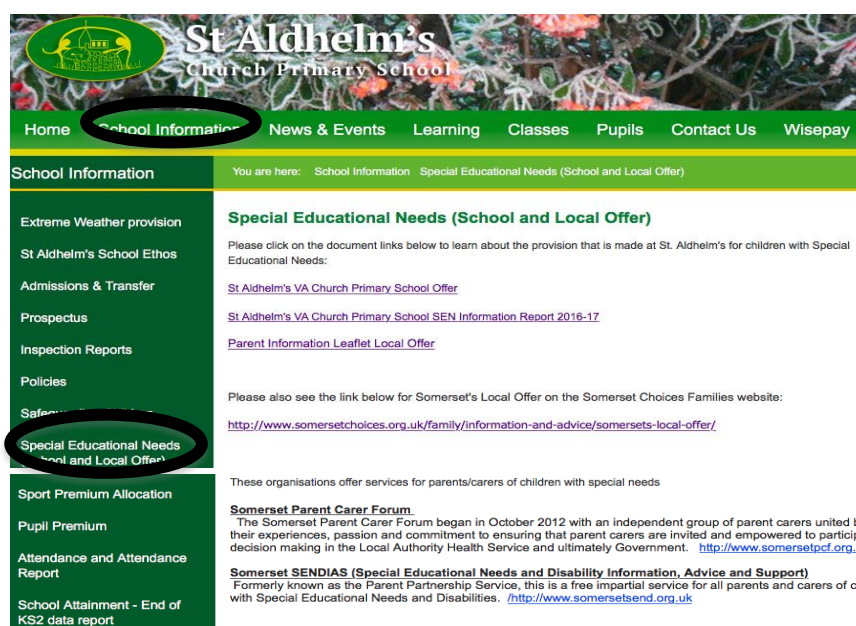 St Aldhelm's
Church Primary School
Home School Information News & Events Learning Classes Pupils Contact Us Wisepay
School Information
You are here: School Information Special Educational Needs (School and Local Offer)
Extreme Weather provision
St Aldhelm's School Ethos
Admissions & Transfer
Prospectus
Inspection Reports
Policies
Special Educational Needs
(School and Local Offer)
Sport Premium Allocation
Pupil Premium
Attendance and Attendance
Report
School Attainment - End of
KS2 data report
Special Educational Needs (School and Local Offer)
Please click on the document links below to learn about the provision that is made at St. Aldhelm's for children with Special
Educational Needs:
St Aldhelm's VA Church Primary School Offer
St Aldhelm's VA Church Primary School SEN Information Report 2016-17
Parent Information Leaflet Local Offer
Please also see the link below for Somerset's Local Offer on the Somerset Choices Families website:
http://www.somersetchoices.org.uk/family/information-and-advice/somersets-local-offer/
These organisations offer services for parents/carers of children with special needs
Somerset Parent Carer Forum
The Somerset Parent Carer Forum began in October 2012 with an independent group of parent carers united
their experiences, passion and commitment to ensuring that parent carers are invited and empowered to
decision making in the Local Authority Health Service and ultimately Government. http://www.somersetpcf.org.
Somerset SENDIAS (Special Educational Needs and Disability Information, Advice and Support)
Formerly known as the Parent Partnership Service, this is a free impartial service for all parents and carers of
with Special Educational Needs and Disabilities. /http://www.somersetsend.org.uk